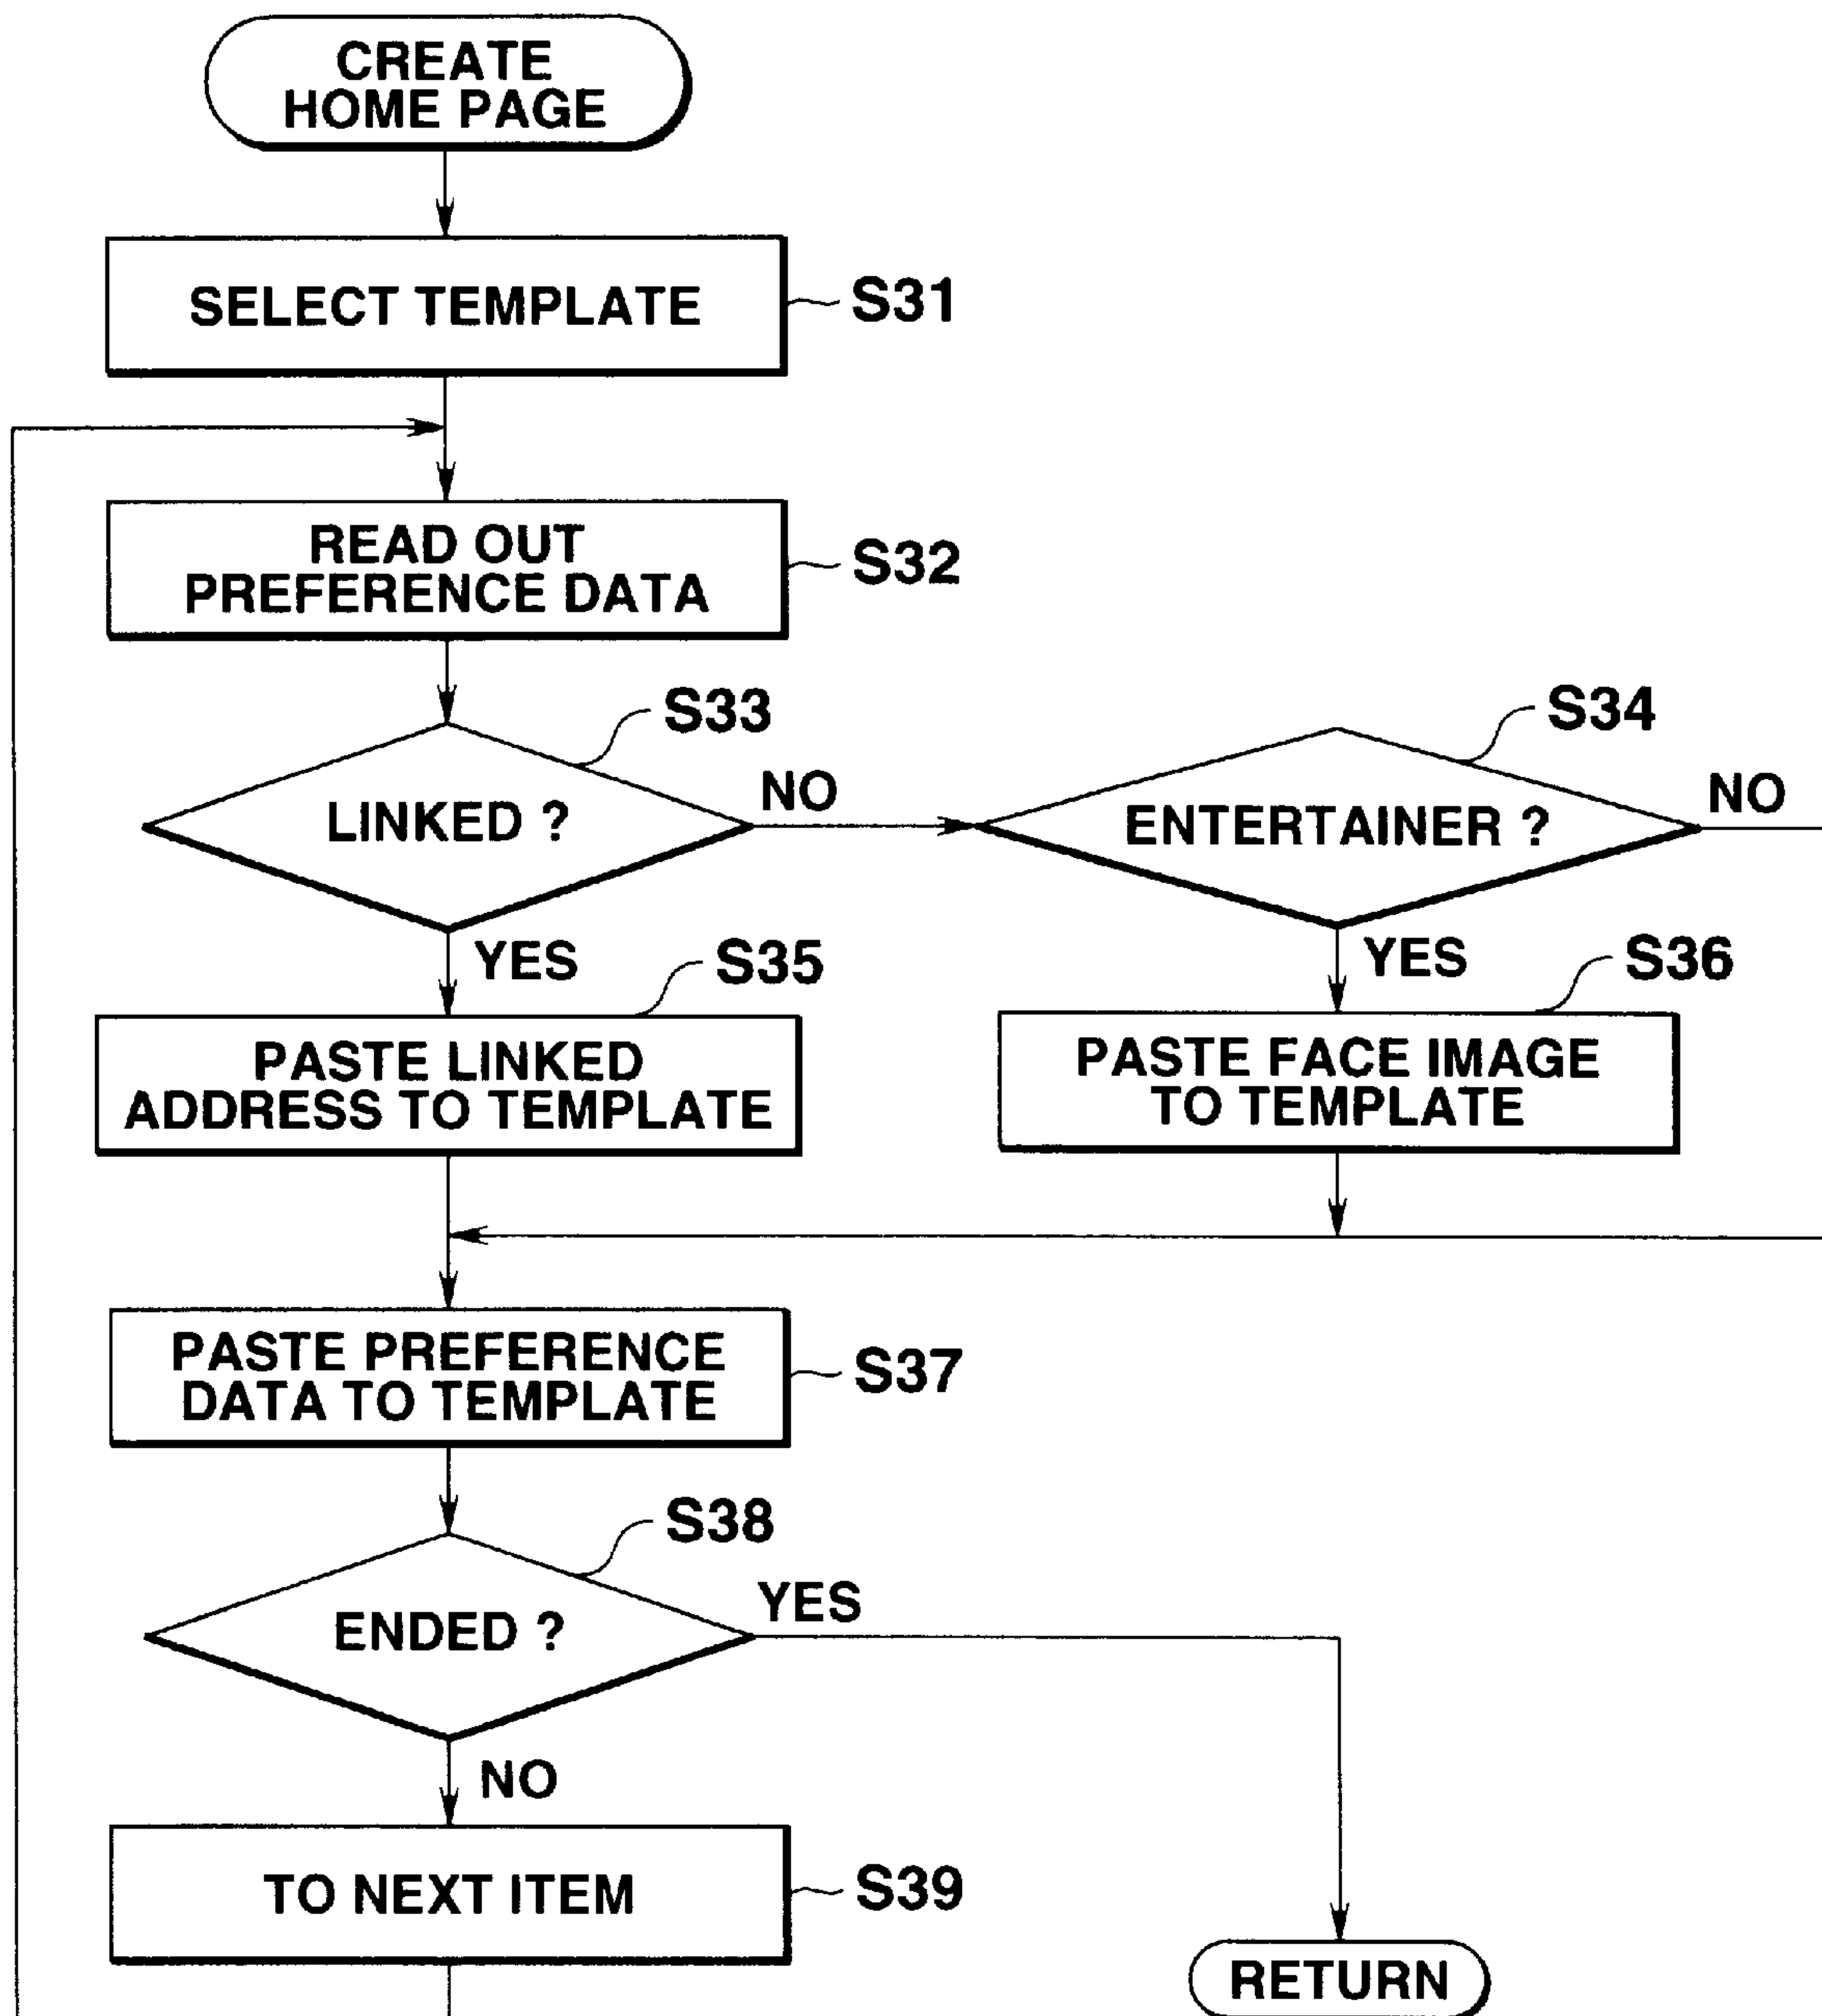 CREATE
HOME PAGE
SELECT TEMPLATE
S31
READ OUT
PREFERENCE DATA
S32
S33
LINKED ?
NO
S34
ENTERTAINER ?
NO
YES
S35
PASTE LINKED
ADDRESS TO TEMPLATE
YES
S36
PASTE FACE IMAGE
TO TEMPLATE
PASTE PREFERENCE
DATA TO TEMPLATE
S37
S38
ENDED ?
YES
NO
TO NEXT ITEM
S39
RETURN